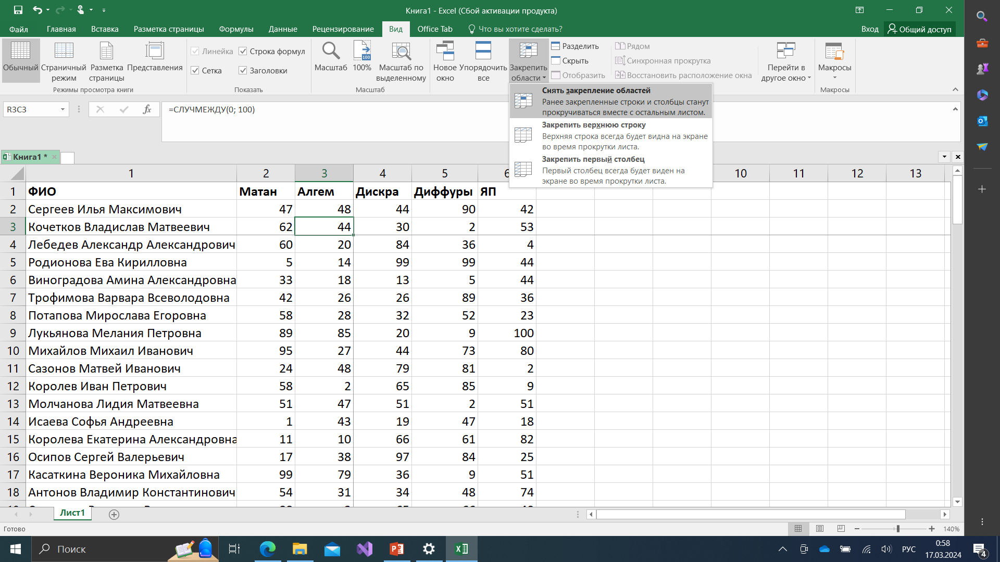 Книга1 - Excel (Сбой активации продукта)
Файл Главная Вставка Разметка страницы Формулы Данные Рецензирование Вид Office Tab Что вы хотите сделать? Вход Общий доступ
Обычный Страничный режим Разметка страницы Представления
Режимы просмотра книги
Линейка Строка формул
Сетка Заголовки
Показать
Масштаб 100% Масштаб по выделенному
100
Масштаб
Новое окно Упорядочить все Закрепить области
Разделить
Скрыть
Отобразить
Рядом
Синхронная прокрутка
Восстановить расположение окна
Перейти в другое окно
Макросы
Макросы
Снять закрепление областей
Ранее закрепленные строки и столбцы станут
прокручиваться вместе с остальным листом.
Закрепить верхнюю строку
Верхняя строка всегда будет видна на экране
во время прокрутки листа.
Закрепить первый столбец
Первый столбец всегда будет виден на
экране во время прокрутки листа.
R3C3 fx =СЛУЧМЕЖДУ(0; 100)
Книга1 *
1 2 3 4 5 6 10 11 12 13
1 ФИО Матан Алгем Дискра Диффуры ЯП
2 Сергеев Илья Максимович 47 48 44 90 42
3 Кочетков Владислав Матвеевич 62 44 30 2 53
4 Лебедев Александр Александрович 60 20 84 36 4
5 Родионова Ева Кирилловна 5 14 99 99 44
6 Виноградова Амина Александровна 33 18 13 5 44
7 Трофимова Варвара Всеволодовна 42 26 26 89 36
8 Потапова Мирослава Егоровна 58 28 32 52 23
9 Лукьянова Мелания Петровна 89 85 20 9 100
10 Михайлов Михаил Иванович 95 27 44 73 80
11 Сазонов Матвей Иванович 24 48 79 81 2
12 Королев Иван Петрович 58 2 65 85 9
13 Молчанова Лидия Матвеевна 51 47 51 2 51
14 Исаева Софья Андреевна 1 43 19 47 18
15 Королева Екатерина Александровна 11 10 66 61 82
16 Осипов Сергей Валерьевич 17 38 97 84 25
17 Касаткина Вероника Михайловна 99 79 36 9 51
18 Антонов Владимир Константинович 54 31 34 48 74
Лист1
Готово 140%
Поиск РУС 0:58
17.03.2024
4